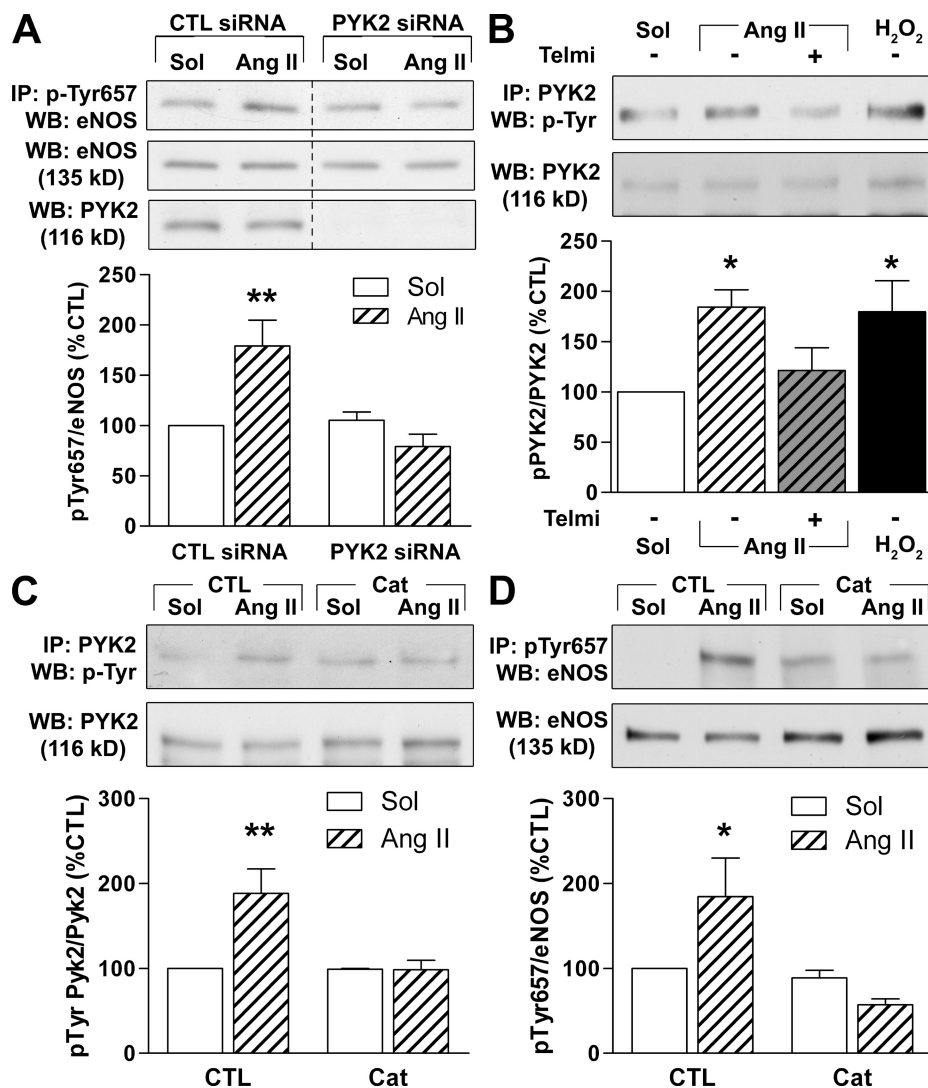 A
CTL siRNA PYK2 siRNA
Sol Ang II Sol Ang II
IP: p-Tyr657
WB: eNOS
WB: eNOS
(135 kD)
WB: PYK2
(116 kD)
pTyr657/eNOS (%CTL)
250
200
150
100
50
0
**
Sol
Ang II
CTL siRNA PYK2 siRNA
B
Sol Ang II H₂O₂
Telmi - - + -
IP: PYK2
WB: p-Tyr
WB: PYK2
(116 kD)
pPYK2/PYK2 (%CTL)
250
200
150
100
50
0
* *
Telmi - - + -
Sol Ang II H₂O₂
C
CTL Cat
Sol Ang II Sol Ang II
IP: PYK2
WB: p-Tyr
WB: PYK2
(116 kD)
pTyr Pyk2/Pyk2 (%CTL)
300
200
100
0
**
Sol
Ang II
CTL Cat
D
CTL Cat
Sol Ang II Sol Ang II
IP: pTyr657
WB: eNOS
WB: eNOS
(135 kD)
pTyr657/eNOS (%CTL)
300
200
100
0
*
Sol
Ang II
CTL Cat